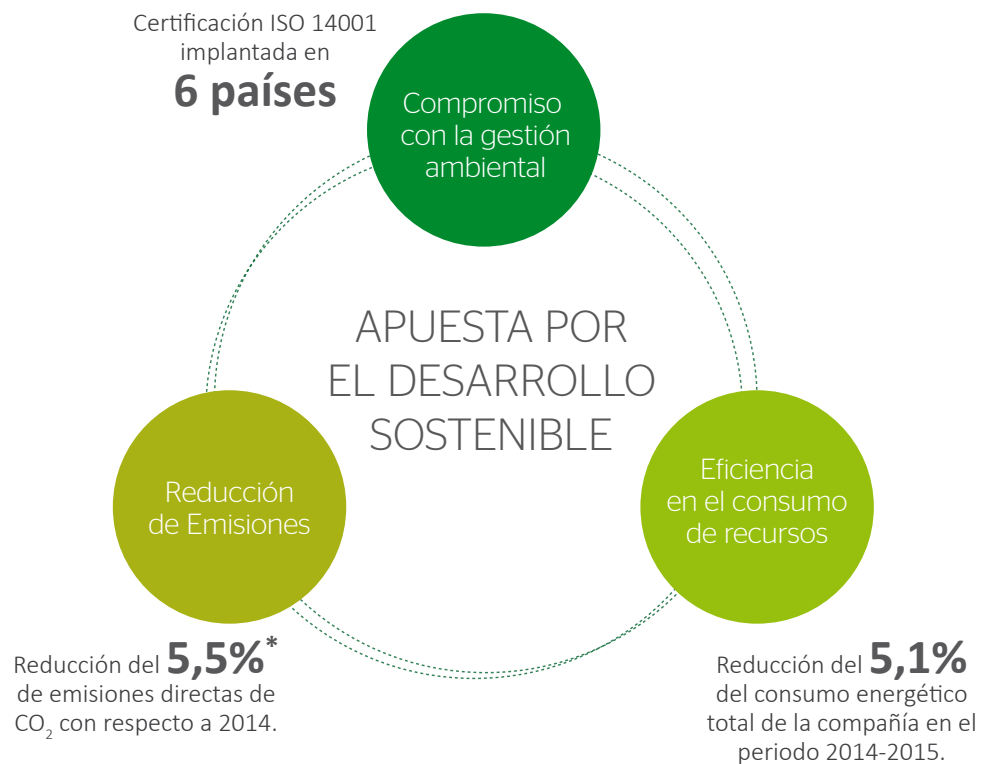 Certificación ISO 14001
implantada en
6 países
Compromiso
con la gestión
ambiental
APUESTA POR
EL DESARROLLO
SOSTENIBLE
Reducción
de Emisiones
Eficiencia
en el consumo
de recursos
Reducción del 5,5%*
de emisiones directas de
CO₂ con respecto a 2014.
Reducción del 5,1%
del consumo energético
total de la compañía en el
periodo 2014-2015.